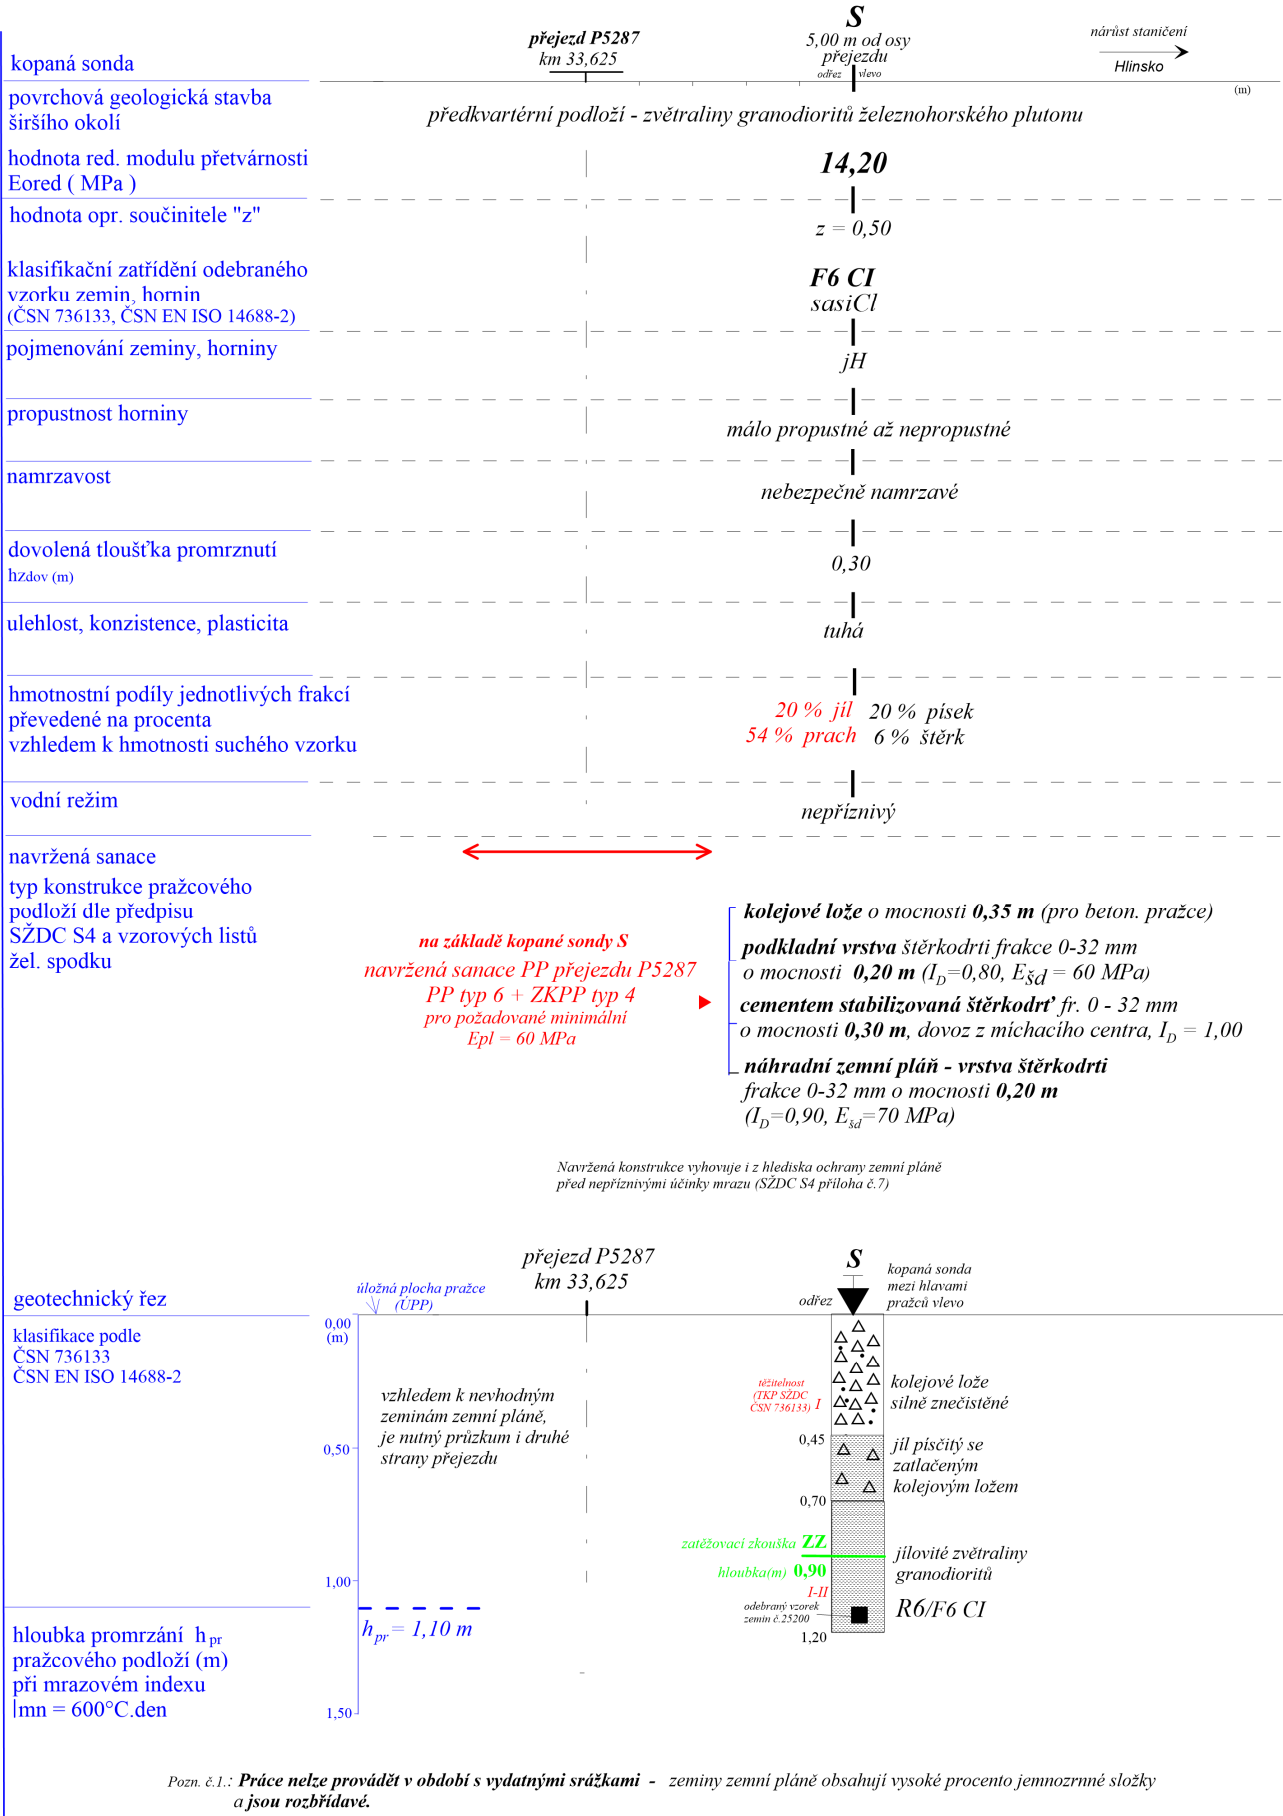 S
přejezd P5287
km 33,625
5,00 m od osy
přejezdu
odřez vlevo
nárůst staničení
Hlinsko
(m)
kopaná sonda
povrchová geologická stavba
širšího okolí
předkvartérní podloží - zvětraliny granodioritů železnohorského plutonu
hodnota red. modulu přetvárnosti
Eored ( MPa )
14,20
hodnota opr. součinitele "z"
z = 0,50
klasifikační zatřídění odebraného
vzorku zemin, hornin
(ČSN 736133, ČSN EN ISO 14688-2)
F6 CI
sasiCl
pojmenování zeminy, horniny
jH
propustnost horniny
málo propustné až nepropustné
namrzavost
nebezpečně namrzavé
dovolená tloušťka promrznutí
hzdov (m)
0,30
ulehlost, konzistence, plasticita
tuhá
hmotnostní podíly jednotlivých frakcí
převedené na procenta
vzhledem k hmotnosti suchého vzorku
20 % jíl 20 % písek
54 % prach 6 % štěrk
vodní režim
nepříznivý
navržená sanace
typ konstrukce pražcového
podloží dle předpisu
SŽDC S4 a vzorových listů
žel. spodku
na základě kopané sondy S
navržená sanace PP přejezdu P5287
PP typ 6 + ZKPP typ 4
pro požadované minimální
Epl = 60 MPa
kolejové lože o mocnosti 0,35 m (pro beton. pražce)
podkladní vrstva štěrkodrti frakce 0-32 mm
o mocnosti 0,20 m (ID=0,80, Ešd = 60 MPa)
cementem stabilizovaná štěrkodrť fr. 0 - 32 mm
o mocnosti 0,30 m, dovoz z míchacího centra, ID = 1,00
náhradní zemní pláň - vrstva štěrkodrti
frakce 0-32 mm o mocnosti 0,20 m
(ID=0,90, Ešd=70 MPa)
Navržená konstrukce vyhovuje i z hlediska ochrany zemní pláně
před nepříznivými účinky mrazu (SŽDC S4 příloha č.7)
geotechnický řez
úložná plocha pražce
(ÚPP)
přejezd P5287
km 33,625
S
odřez
kopaná sonda
mezi hlavami
pražců vlevo
klasifikace podle
ČSN 736133
ČSN EN ISO 14688-2
0,00
(m)
0,50
1,00
1,50
vzhledem k nevhodným
zeminám zemní pláně,
je nutný průzkum i druhé
strany přejezdu
těžitelnost
(TKP SŽDC
ČSN 736133) I
kolejové lože
silně znečistěné
0,45
jíl písčitý se
zatlačeným
kolejovým ložem
0,70
zatěžovací zkouška ZZ
hloubka(m) 0,90
I-II
jílovité zvětraliny
granodioritů
odebraný vzorek
zemin č.25200
R6/F6 CI
1,20
hpr = 1,10 m
hloubka promrzání hpr
pražcového podloží (m)
při mrazovém indexu
Imn = 600°C.den
Pozn. č.1.: Práce nelze provádět v období s vydatnými srážkami - zeminy zemní pláně obsahují vysoké procento jemnozrnné složky
a jsou rozbřídavé.